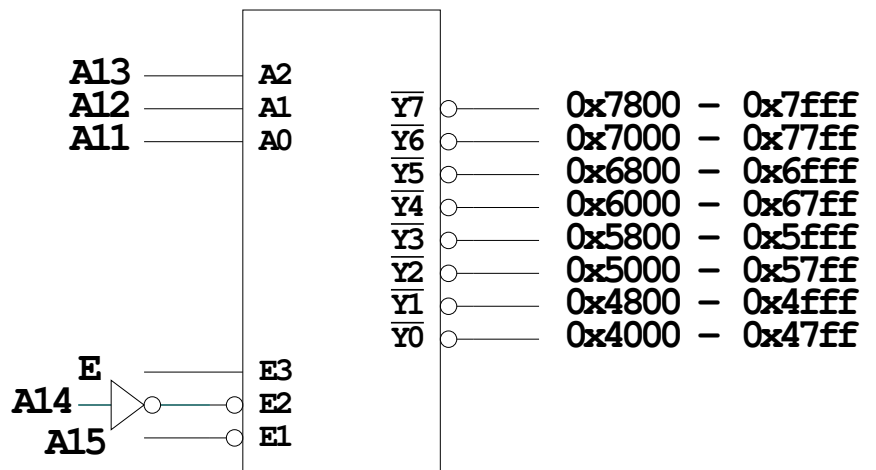 A13 A2
A12 A1 Y7 0x7800 - 0x7fff
A11 A0 Y6 0x7000 - 0x77ff
Y5 0x6800 - 0x6fff
Y4 0x6000 - 0x67ff
Y3 0x5800 - 0x5fff
Y2 0x5000 - 0x57ff
Y1 0x4800 - 0x4fff
Y0 0x4000 - 0x47ff
E E3
A14 E2
A15 E1